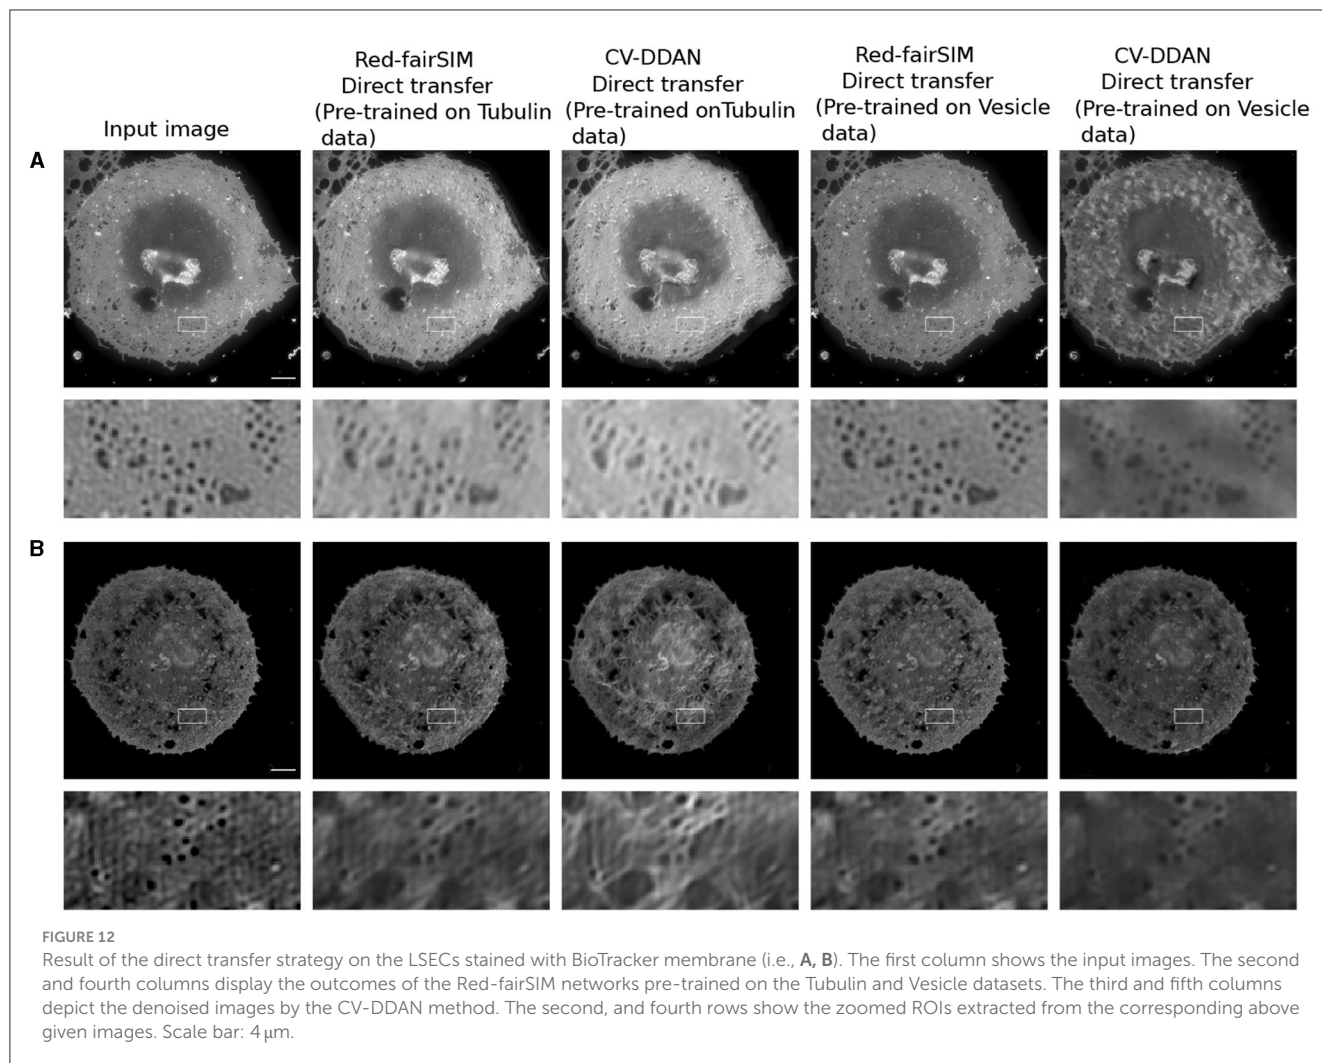 Red-fairSIM
Direct transfer
(Pre-trained on Tubulin
data)
CV-DDAN
Direct transfer
(Pre-trained onTubulin
data)
Red-fairSIM
Direct transfer
(Pre-trained on Vesicle
data)
CV-DDAN
Direct transfer
(Pre-trained on Vesicle
data)
Input image
A
B
FIGURE 12
Result of the direct transfer strategy on the LSECs stained with BioTracker membrane (i.e., A, B). The first column shows the input images. The second
and fourth columns display the outcomes of the Red-fairSIM networks pre-trained on the Tubulin and Vesicle datasets. The third and fifth columns
depict the denoised images by the CV-DDAN method. The second, and fourth rows show the zoomed ROIs extracted from the corresponding above
given images. Scale bar: 4 μm.